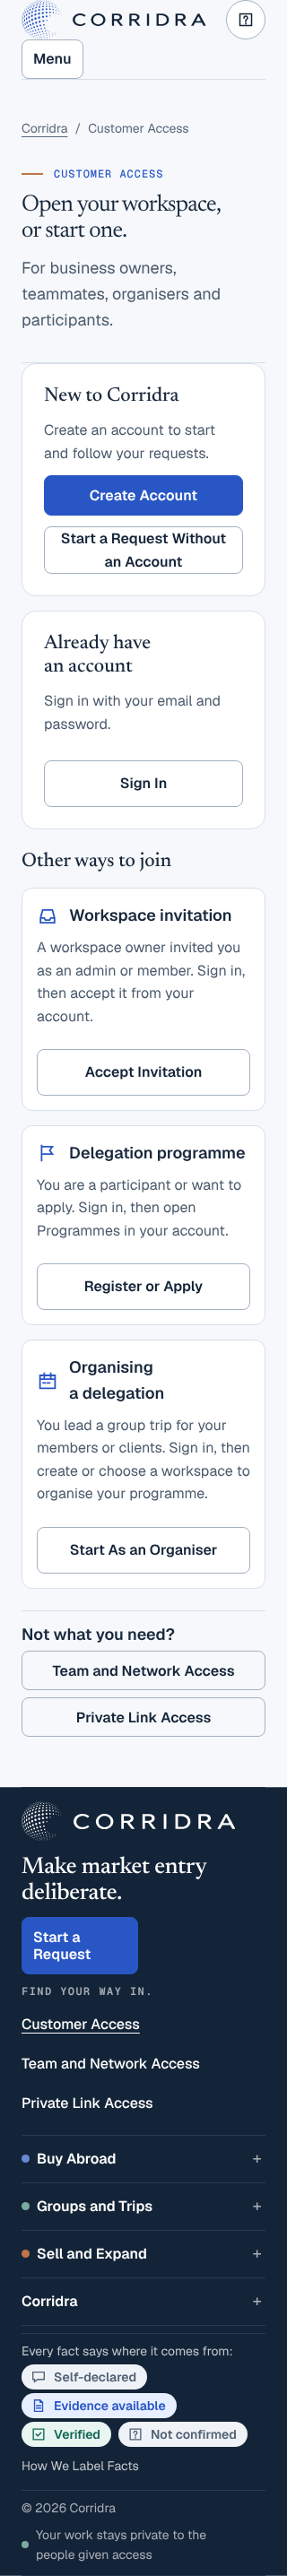 CORRIDRA
Menu
Corridra / Customer Access
CUSTOMER ACCESS
Open your workspace,
or start one.
For business owners,
teammates, organisers and
participants.
New to Corridra
Create an account to start
and follow your requests.
Create Account
Start a Request Without
an Account
Already have
an account
Sign in with your email and
password.
Sign In
Other ways to join
Workspace invitation
A workspace owner invited you
as an admin or member. Sign in,
then accept it from your
account.
Accept Invitation
Delegation programme
You are a participant or want to
apply. Sign in, then open
Programmes in your account.
Register or Apply
Organising
a delegation
You lead a group trip for your
members or clients. Sign in, then
create or choose a workspace to
organise your programme.
Start As an Organiser
Not what you need?
Team and Network Access
Private Link Access
CORRIDRA
Make market entry
deliberate.
Start a
Request
FIND YOUR WAY IN.
Customer Access
Team and Network Access
Private Link Access
Buy Abroad +
Groups and Trips +
Sell and Expand +
Corridra +
Every fact says where it comes from:
Self-declared
Evidence available
Verified
Not confirmed
How We Label Facts
© 2026 Corridra
Your work stays private to the
people given access